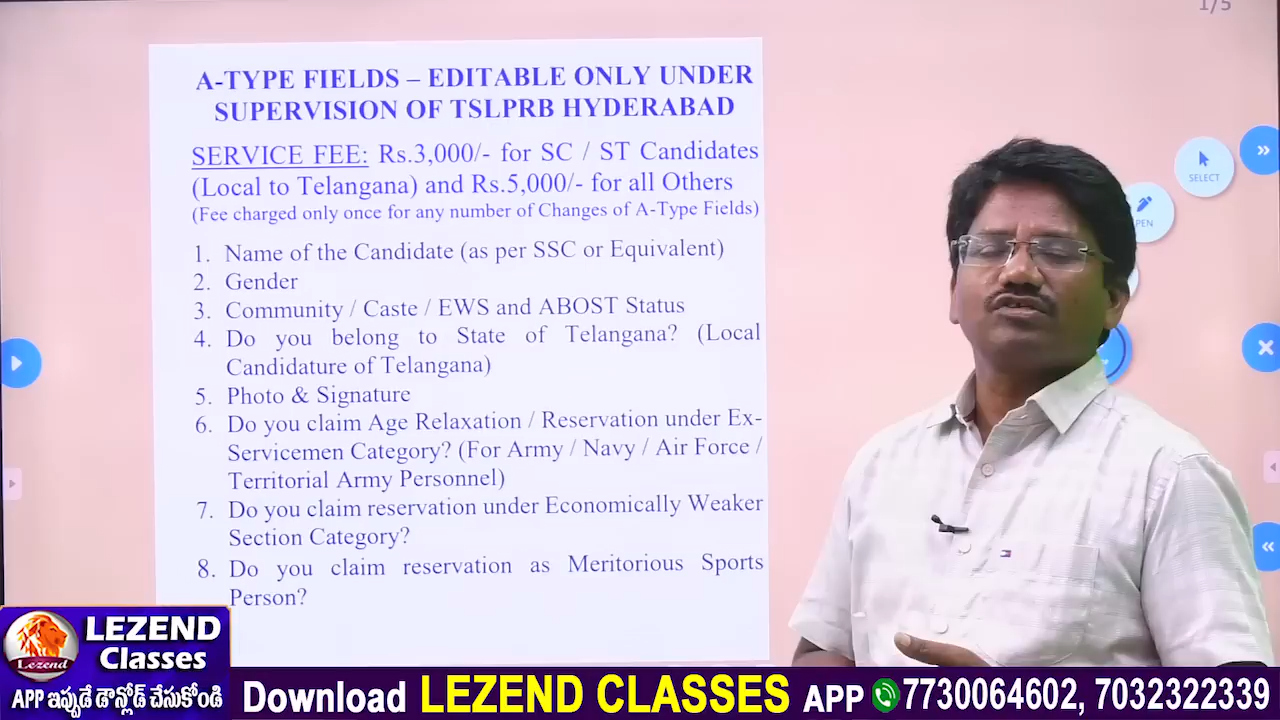 1/5
A-TYPE FIELDS – EDITABLE ONLY UNDER
SUPERVISION OF TSLPRB HYDERABAD
SERVICE FEE: Rs.3,000/- for SC / ST Candidates
(Local to Telangana) and Rs.5,000/- for all Others
(Fee charged only once for any number of Changes of A-Type Fields)
1. Name of the Candidate (as per SSC or Equivalent)
2. Gender
3. Community / Caste / EWS and ABOST Status
4. Do you belong to State of Telangana? (Local
Candidature of Telangana)
5. Photo & Signature
6. Do you claim Age Relaxation / Reservation under Ex-
Servicemen Category? (For Army / Navy / Air Force /
Territorial Army Personnel)
7. Do you claim reservation under Economically Weaker
Section Category?
8. Do you claim reservation as Meritorious Sports
Person?
SELECT
PEN
Lezend
LEZEND
Classes
APP ఇప్పుడే డౌన్లోడ్ చేసుకోండి
Download LEZEND CLASSES APP 7730064602, 7032322339